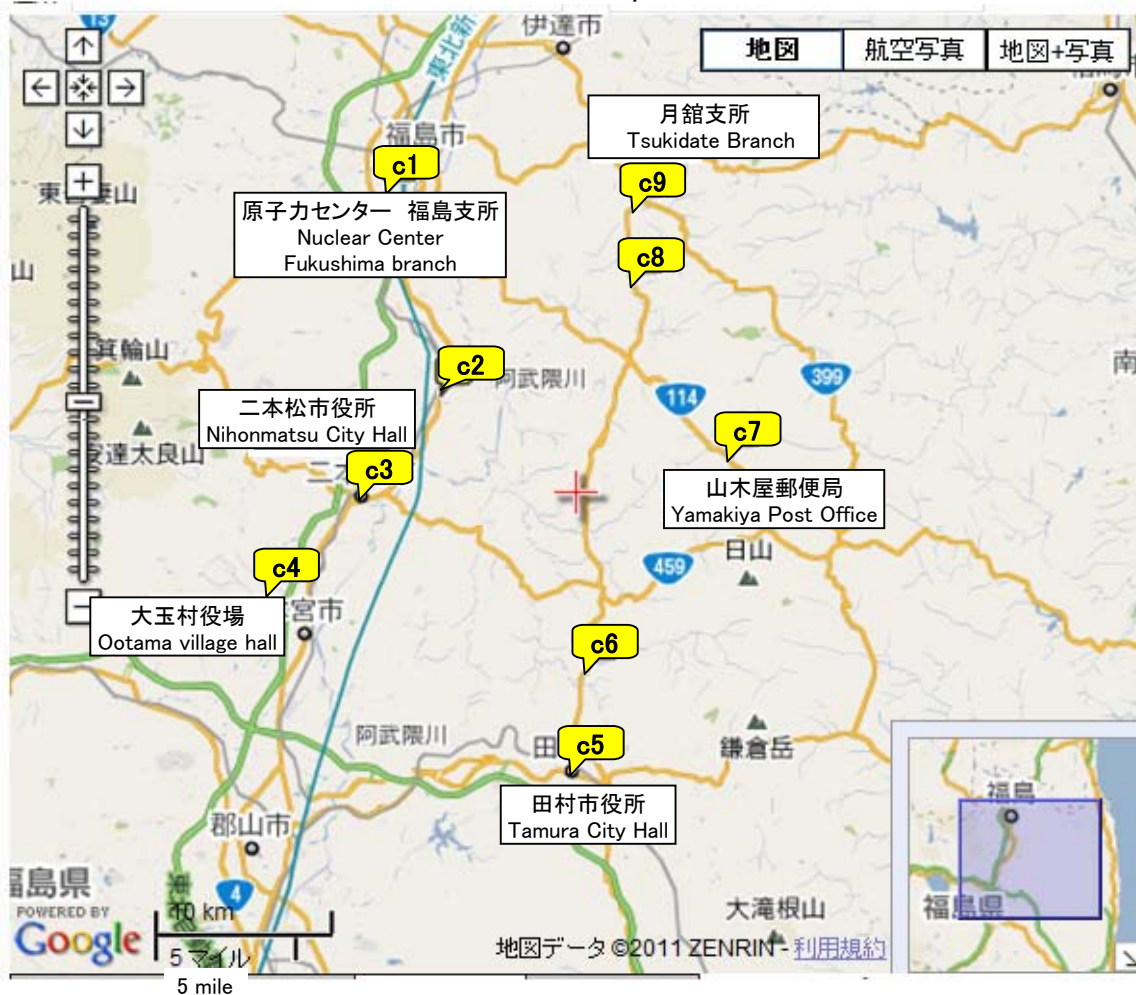 13
伊達市
東北新
地図
航空写真
地図+写真
福島市
月舘支所
Tsukidate Branch
c1
c9
原子力センター 福島支所
Nuclear Center
Fukushima branch
c8
山
箕輪山
c2
阿武隈川
399
114
南
二本松市役所
Nihonmatsu City Hall
c7
安達太良山
c3
山木屋郵便局
Yamakiya Post Office
日山
459
c4
大玉村役場
Ootama village hall
宮市
c6
阿武隈川
田
c5
鎌倉岳
田村市役所
Tamura City Hall
郡山市
福島
福島県
4
福島県
POWERED BY
Google
10 km
5 マイル
5 mile
大滝根山
地図データ ©2011 ZENRIN - 利用規約